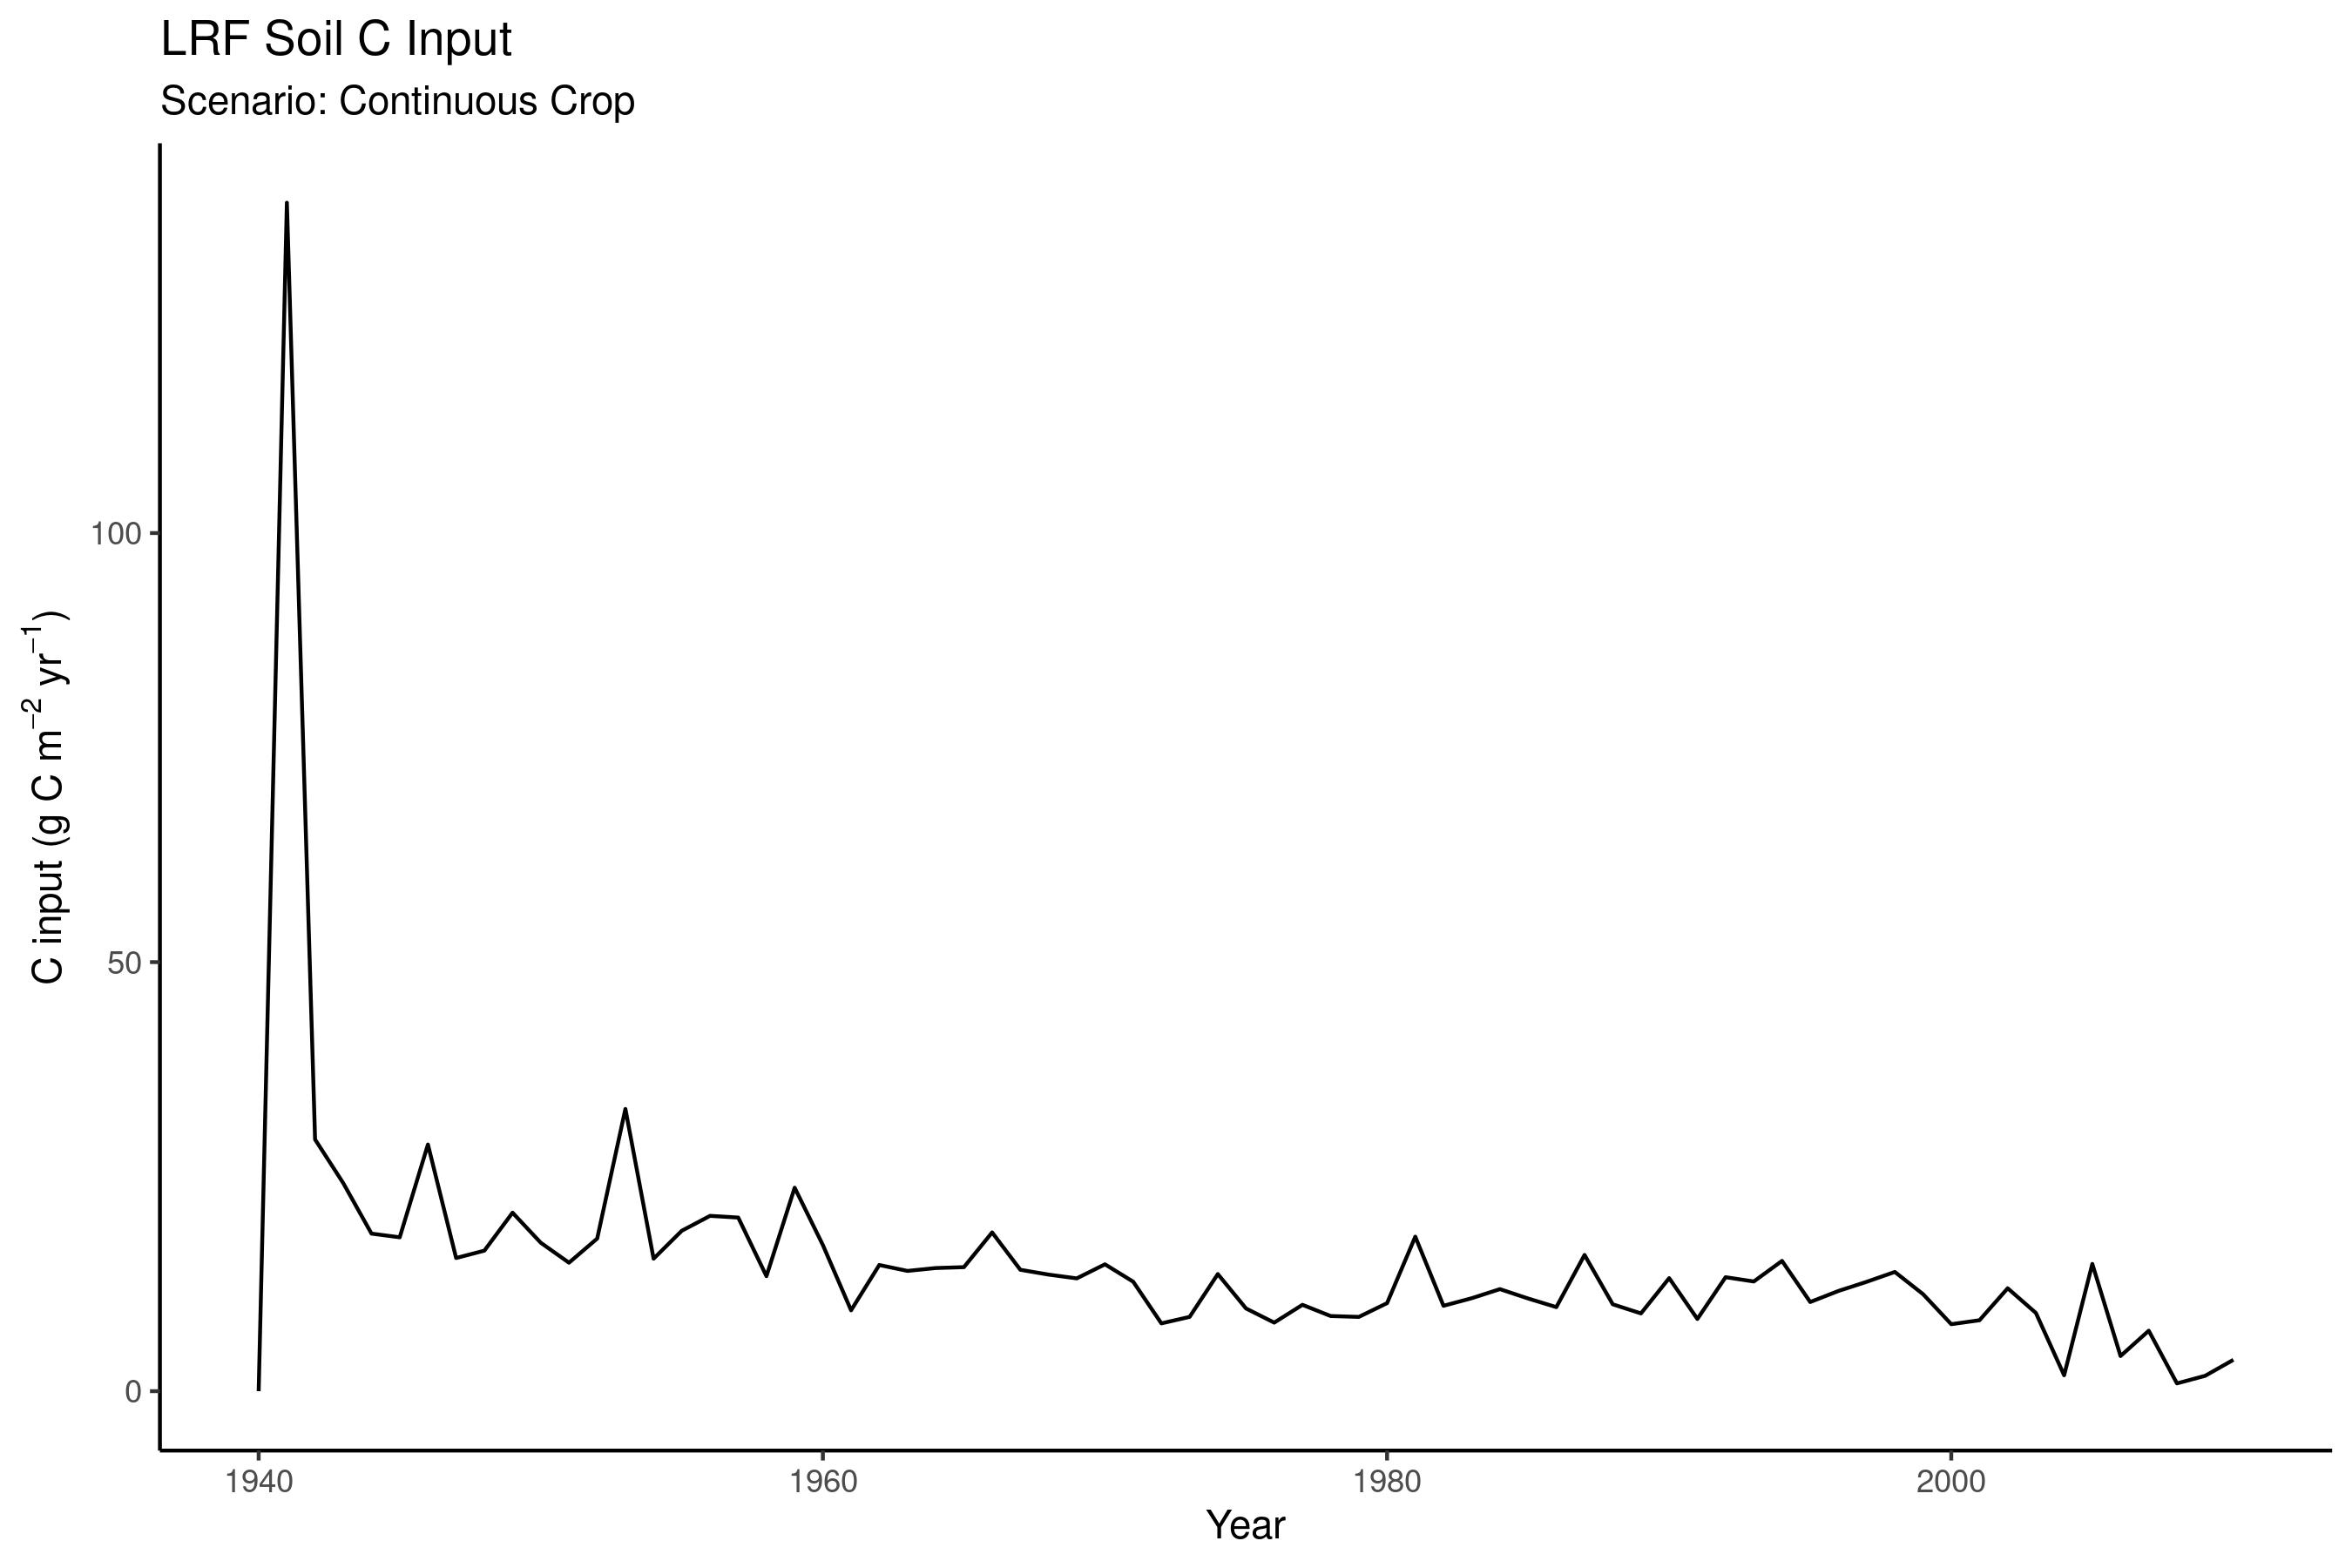 LRF Soil C Input
Scenario: Continuous Crop
C input (g C m⁻² yr⁻¹)
100
50
0
1940
1960
1980
2000
Year